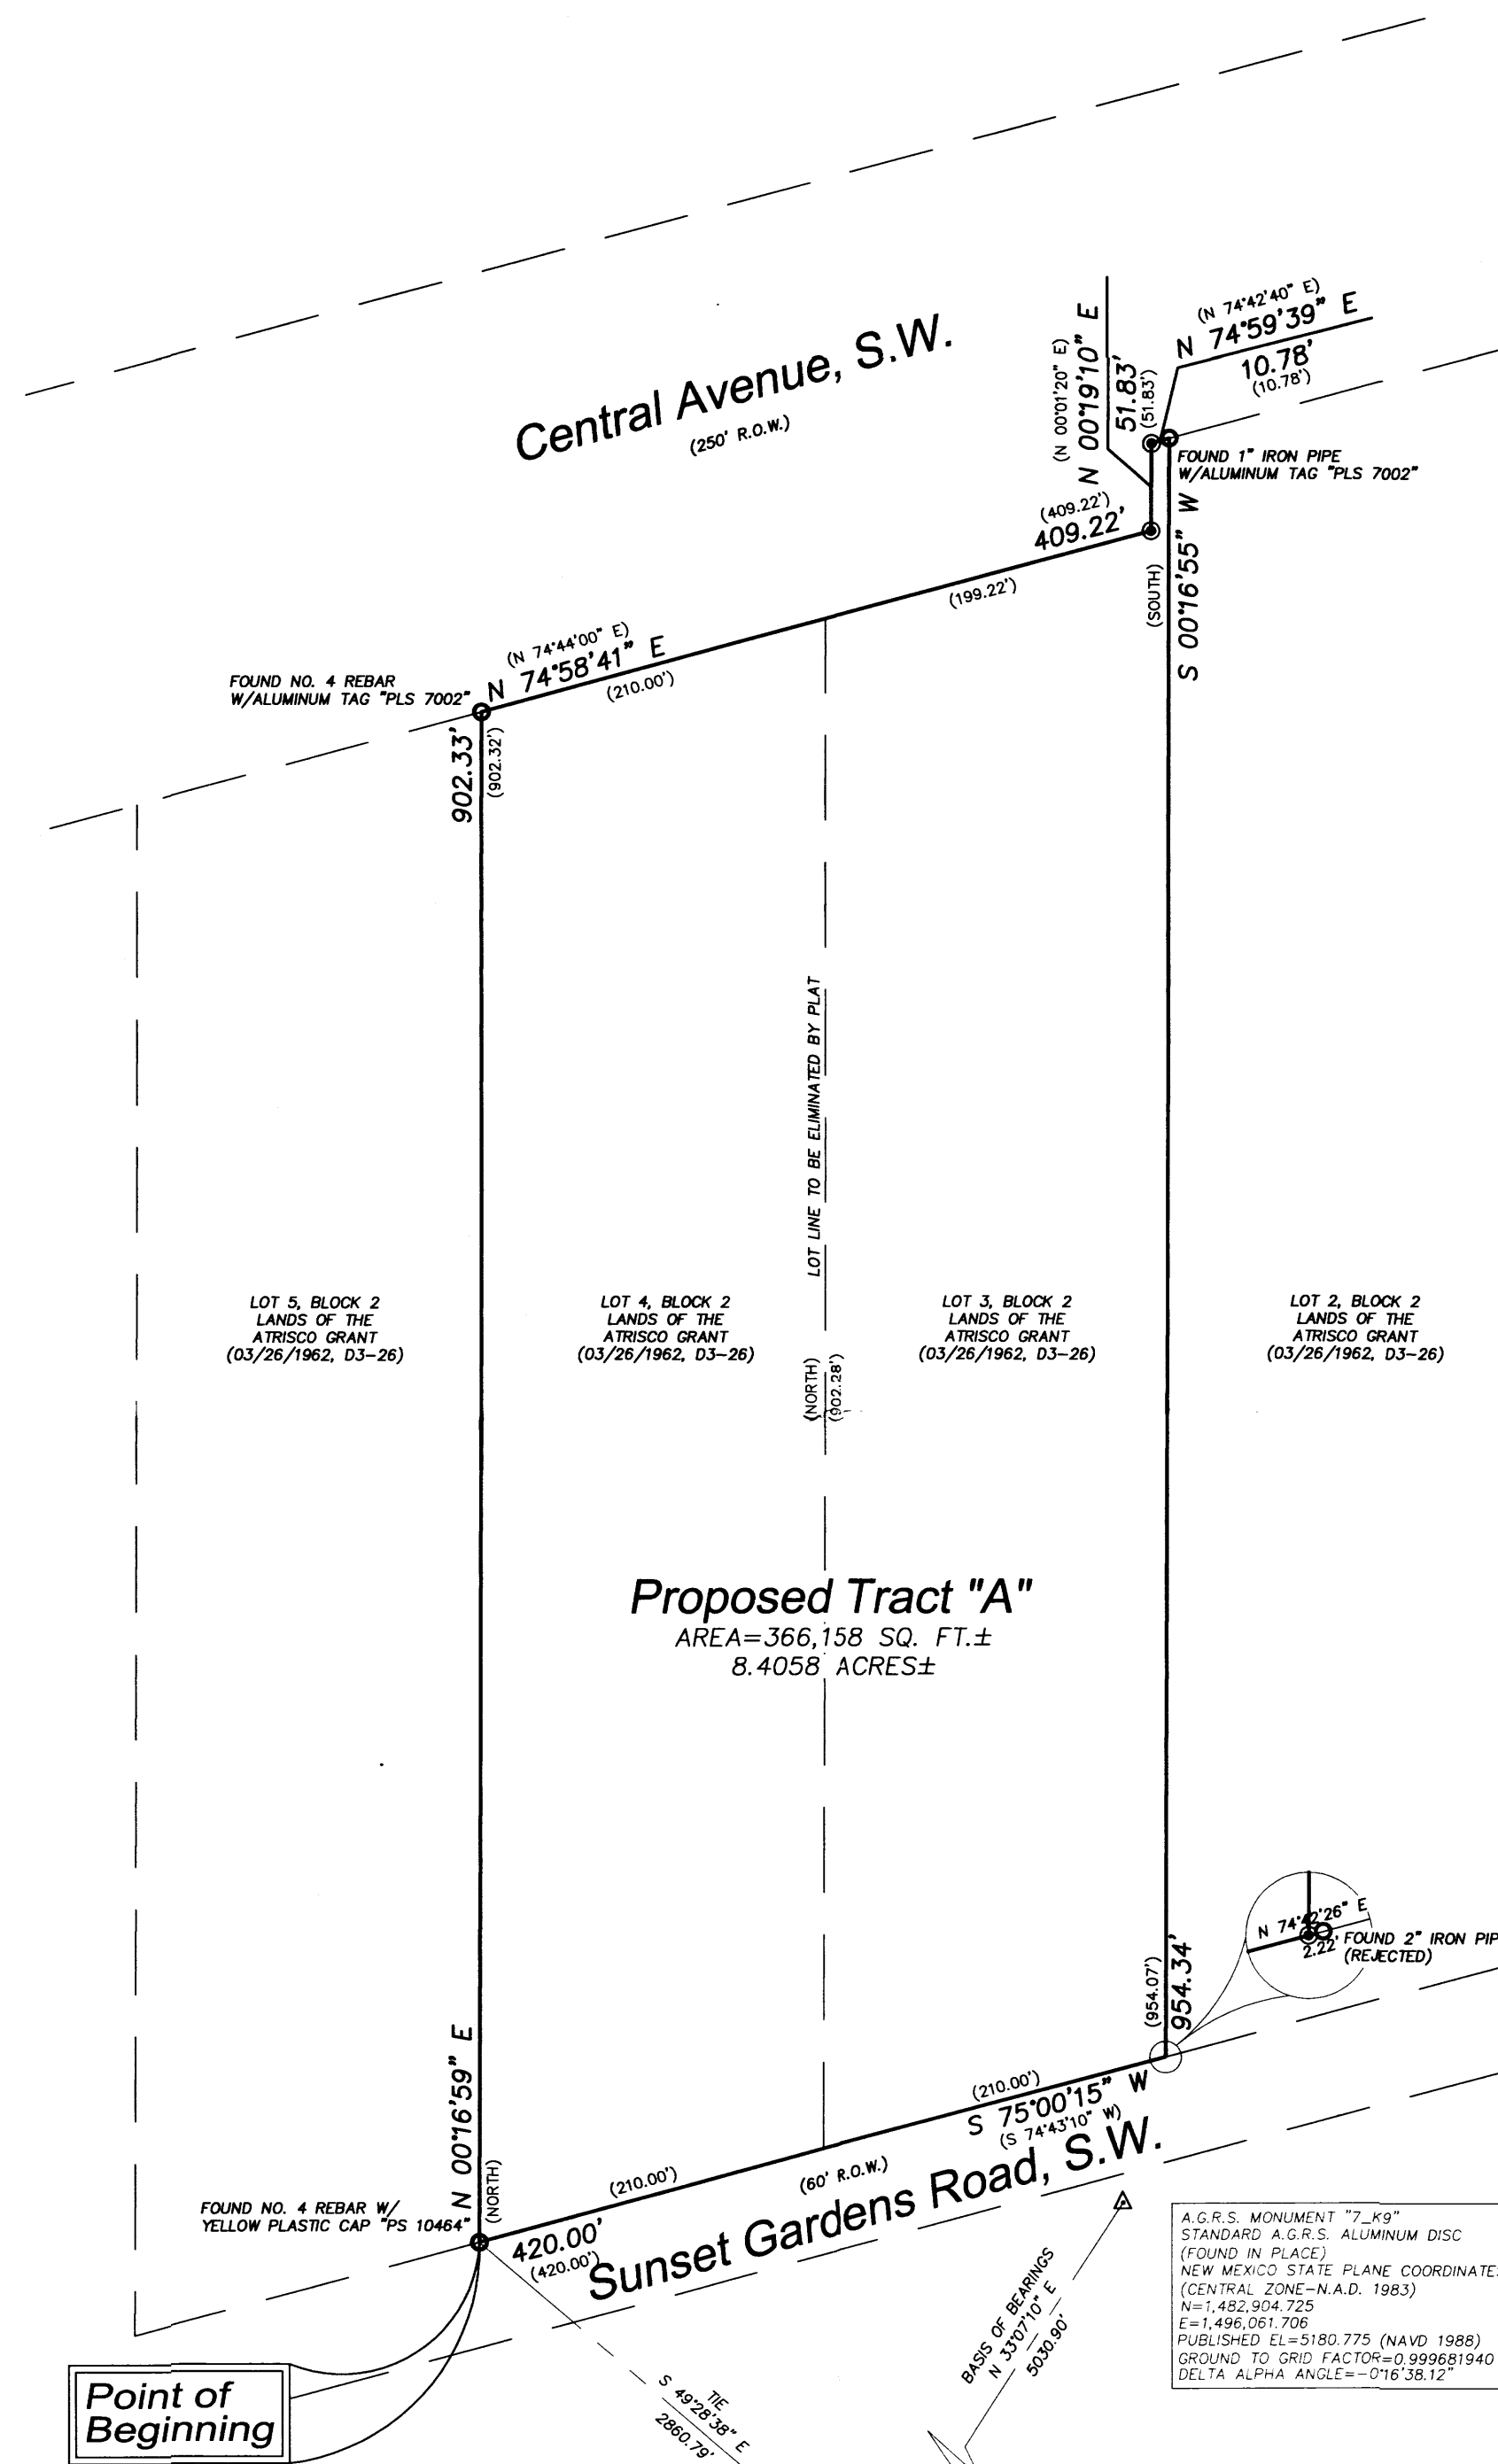 Central Avenue, S.W.
(250' R.O.W.)
(N 00°01'20" E)
N 00°19'10" E
51.83'
(51.83')
(N 74°42'40" E)
N 74°59'39" E
10.78'
(10.78')
FOUND 1" IRON PIPE
W/ALUMINUM TAG "PLS 7002"
(409.22')
409.22'
(199.22')
(SOUTH)
S 00°16'55" W
(N 74°44'00" E)
N 74°58'41" E
(210.00')
FOUND NO. 4 REBAR
W/ALUMINUM TAG "PLS 7002"
902.33'
(902.32')
LOT LINE TO BE ELIMINATED BY PLAT
LOT 5, BLOCK 2
LANDS OF THE
ATRISCO GRANT
(03/26/1962, D3-26)
LOT 4, BLOCK 2
LANDS OF THE
ATRISCO GRANT
(03/26/1962, D3-26)
LOT 3, BLOCK 2
LANDS OF THE
ATRISCO GRANT
(03/26/1962, D3-26)
LOT 2, BLOCK 2
LANDS OF THE
ATRISCO GRANT
(03/26/1962, D3-26)
(NORTH)
(902.28')
Proposed Tract "A"
AREA=366,158 SQ. FT.±
8.4058 ACRES±
N 74°42'26" E
2.22'
FOUND 2" IRON PIP
(REJECTED)
(954.07')
954.34'
N 00°16'59" E
(NORTH)
(210.00')
S 75°00'15" W
(S 74°43'10" W)
(210.00')
(60' R.O.W.)
Sunset Gardens Road, S.W.
FOUND NO. 4 REBAR W/
YELLOW PLASTIC CAP "PS 10464"
420.00'
(420.00')
Point of
Beginning
TIE
S 49°28'38" E
2860.79'
BASIS OF BEARINGS
N 33°07'10" E
5030.90'
A.G.R.S. MONUMENT "7_K9"
STANDARD A.G.R.S. ALUMINUM DISC
(FOUND IN PLACE)
NEW MEXICO STATE PLANE COORDINATES
(CENTRAL ZONE-N.A.D. 1983)
N=1,482,904.725
E=1,496,061.706
PUBLISHED EL=5180.775 (NAVD 1988)
GROUND TO GRID FACTOR=0.999681940
DELTA ALPHA ANGLE=-0°16'38.12"